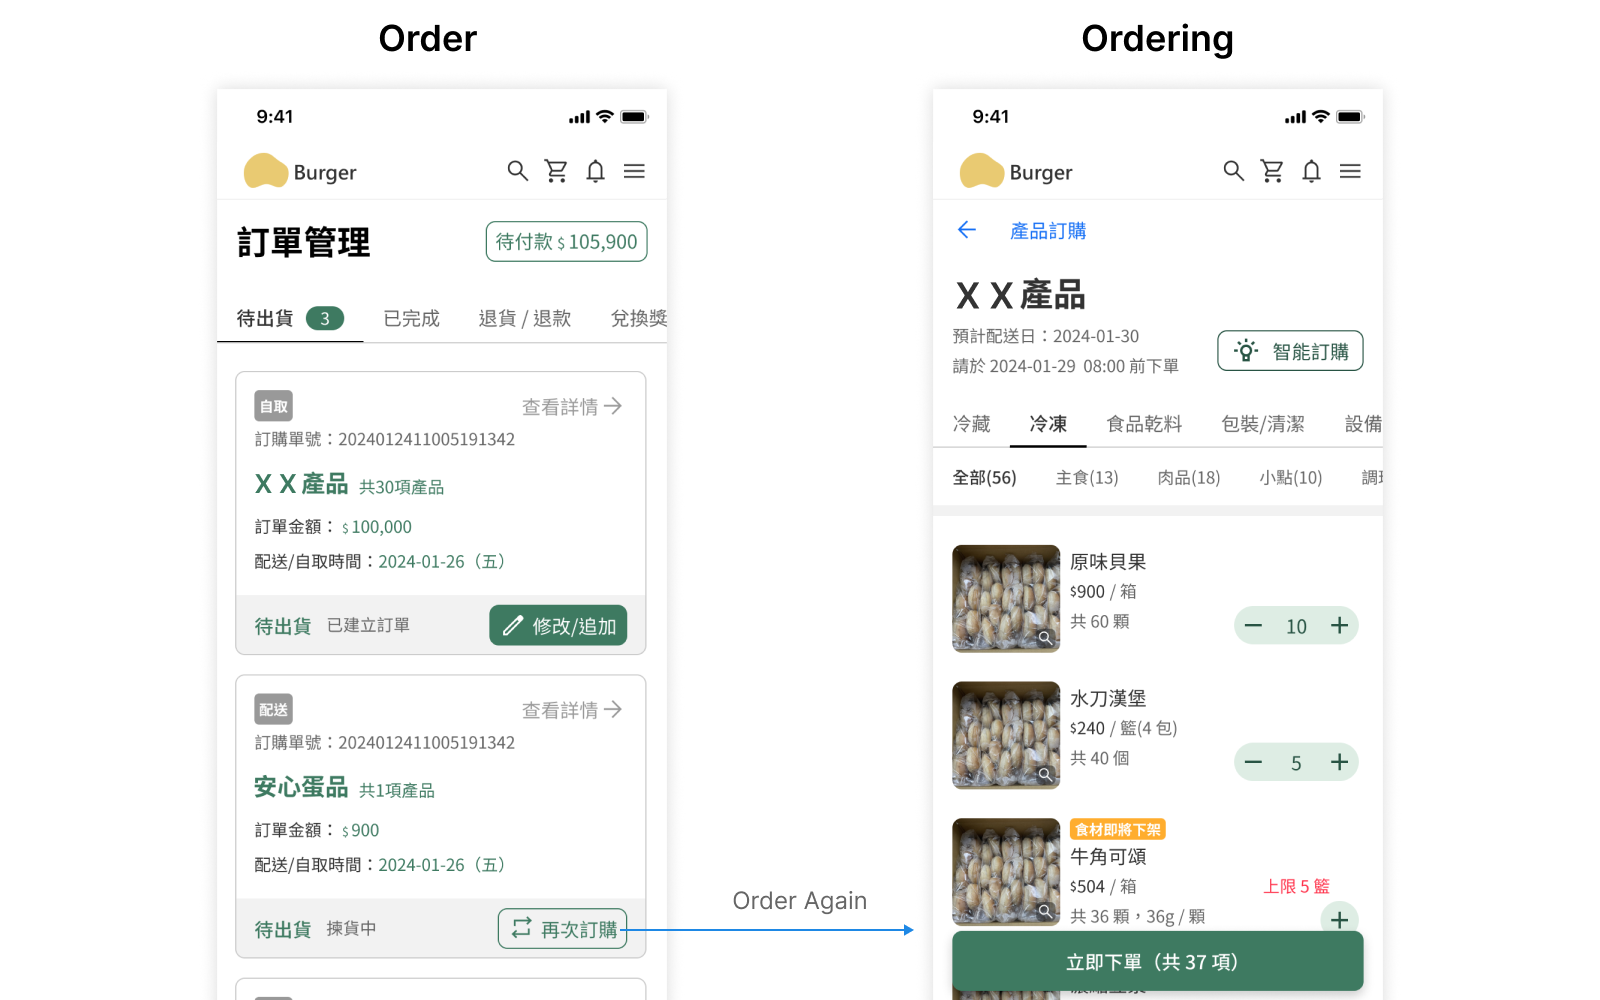 Order
9:41
Burger
訂單管理
待付款 $ 105,900
待出貨 3 已完成 退貨 / 退款 兌換獎
自取
查看詳情
訂購單號：2024012411005191342
X X 產品 共30項產品
訂單金額： $ 100,000
配送/自取時間：2024-01-26（五）
待出貨 已建立訂單 修改/追加
配送
查看詳情
訂購單號：2024012411005191342
安心蛋品 共1項產品
訂單金額： $ 900
配送/自取時間：2024-01-26（五）
待出貨 揀貨中 再次訂購
Order Again
Ordering
9:41
Burger
產品訂購
X X 產品
預計配送日：2024-01-30
請於 2024-01-29 08:00 前下單
智能訂購
冷藏 冷凍 食品乾料 包裝/清潔 設備
全部(56) 主食(13) 肉品(18) 小點(10)
原味貝果
$900 / 箱
共 60 顆
10
水刀漢堡
$240 / 籃(4 包)
共 40 個
5
食材即將下架
牛角可頌
$504 / 箱
上限 5 籃
共 36 顆，36g / 顆
立即下單（共 37 項）